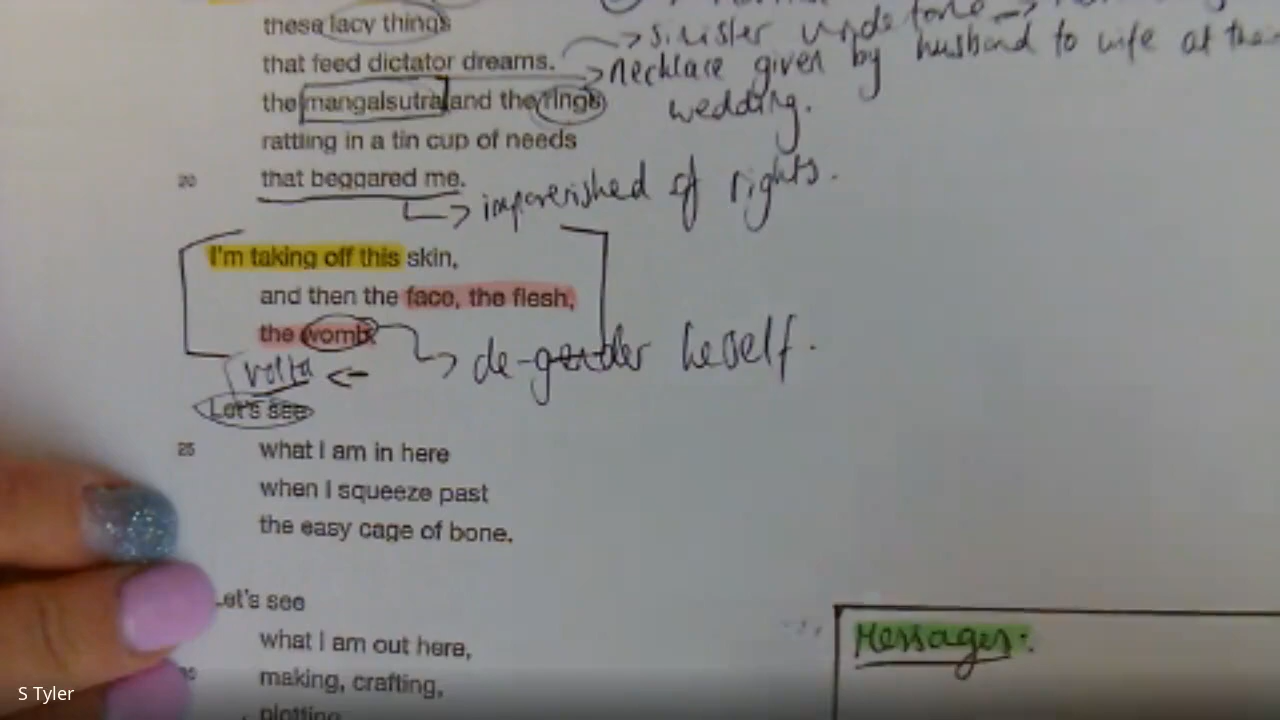 these lacy things
that feed dictator dreams. → sinister undertone →
the mangalsutra and the rings → necklace given by husband to wife at their
wedding.
rattling in a tin cup of needs
20 that beggared me.
→ impoverished of rights.
I'm taking off this skin,
and then the face, the flesh,
the womb.
→ de-gender heself.
volta ←
Let's see
25 what I am in here
when I squeeze past
the easy cage of bone.
Let's see
what I am out here,
making, crafting,
plotting
Messages:
S Tyler